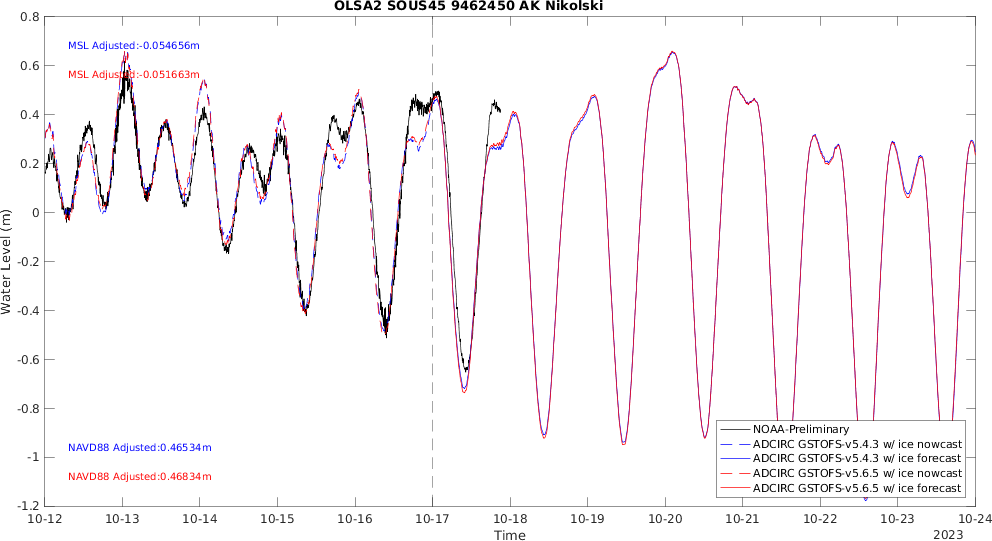 OLSA2 SOUS45 9462450 AK Nikolski
0.8
MSL Adjusted:-0.054656m
0.6
MSL Adjusted:-0.051663m
0.4
0.2
0
Water Level (m)
-0.2
-0.4
-0.6
-0.8
NOAA-Preliminary
NAVD88 Adjusted:0.46534m
ADCIRC GSTOFS-v5.4.3 w/ ice nowcast
-1
ADCIRC GSTOFS-v5.4.3 w/ ice forecast
NAVD88 Adjusted:0.46834m
ADCIRC GSTOFS-v5.6.5 w/ ice nowcast
ADCIRC GSTOFS-v5.6.5 w/ ice forecast
-1.2
10-12 10-13 10-14 10-15 10-16 10-17 10-18 10-19 10-20 10-21 10-22 10-23 10-24
Time
2023